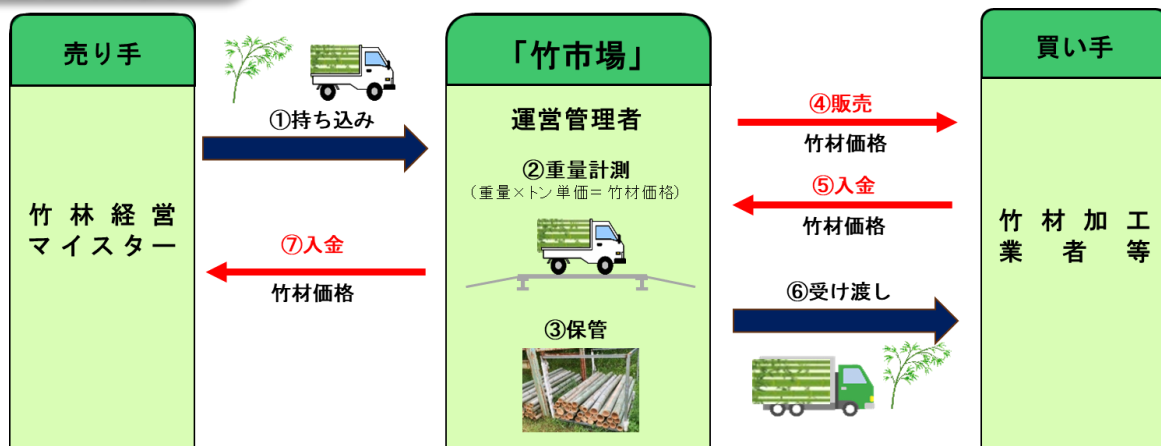 売り手
竹林経営
マイスター
①持ち込み
⑦入金
竹材価格
「竹市場」
運営管理者
②重量計測
（重量×トン単価＝竹材価格）
③保管
④販売
竹材価格
⑤入金
竹材価格
⑥受け渡し
買い手
竹材加工
業者等